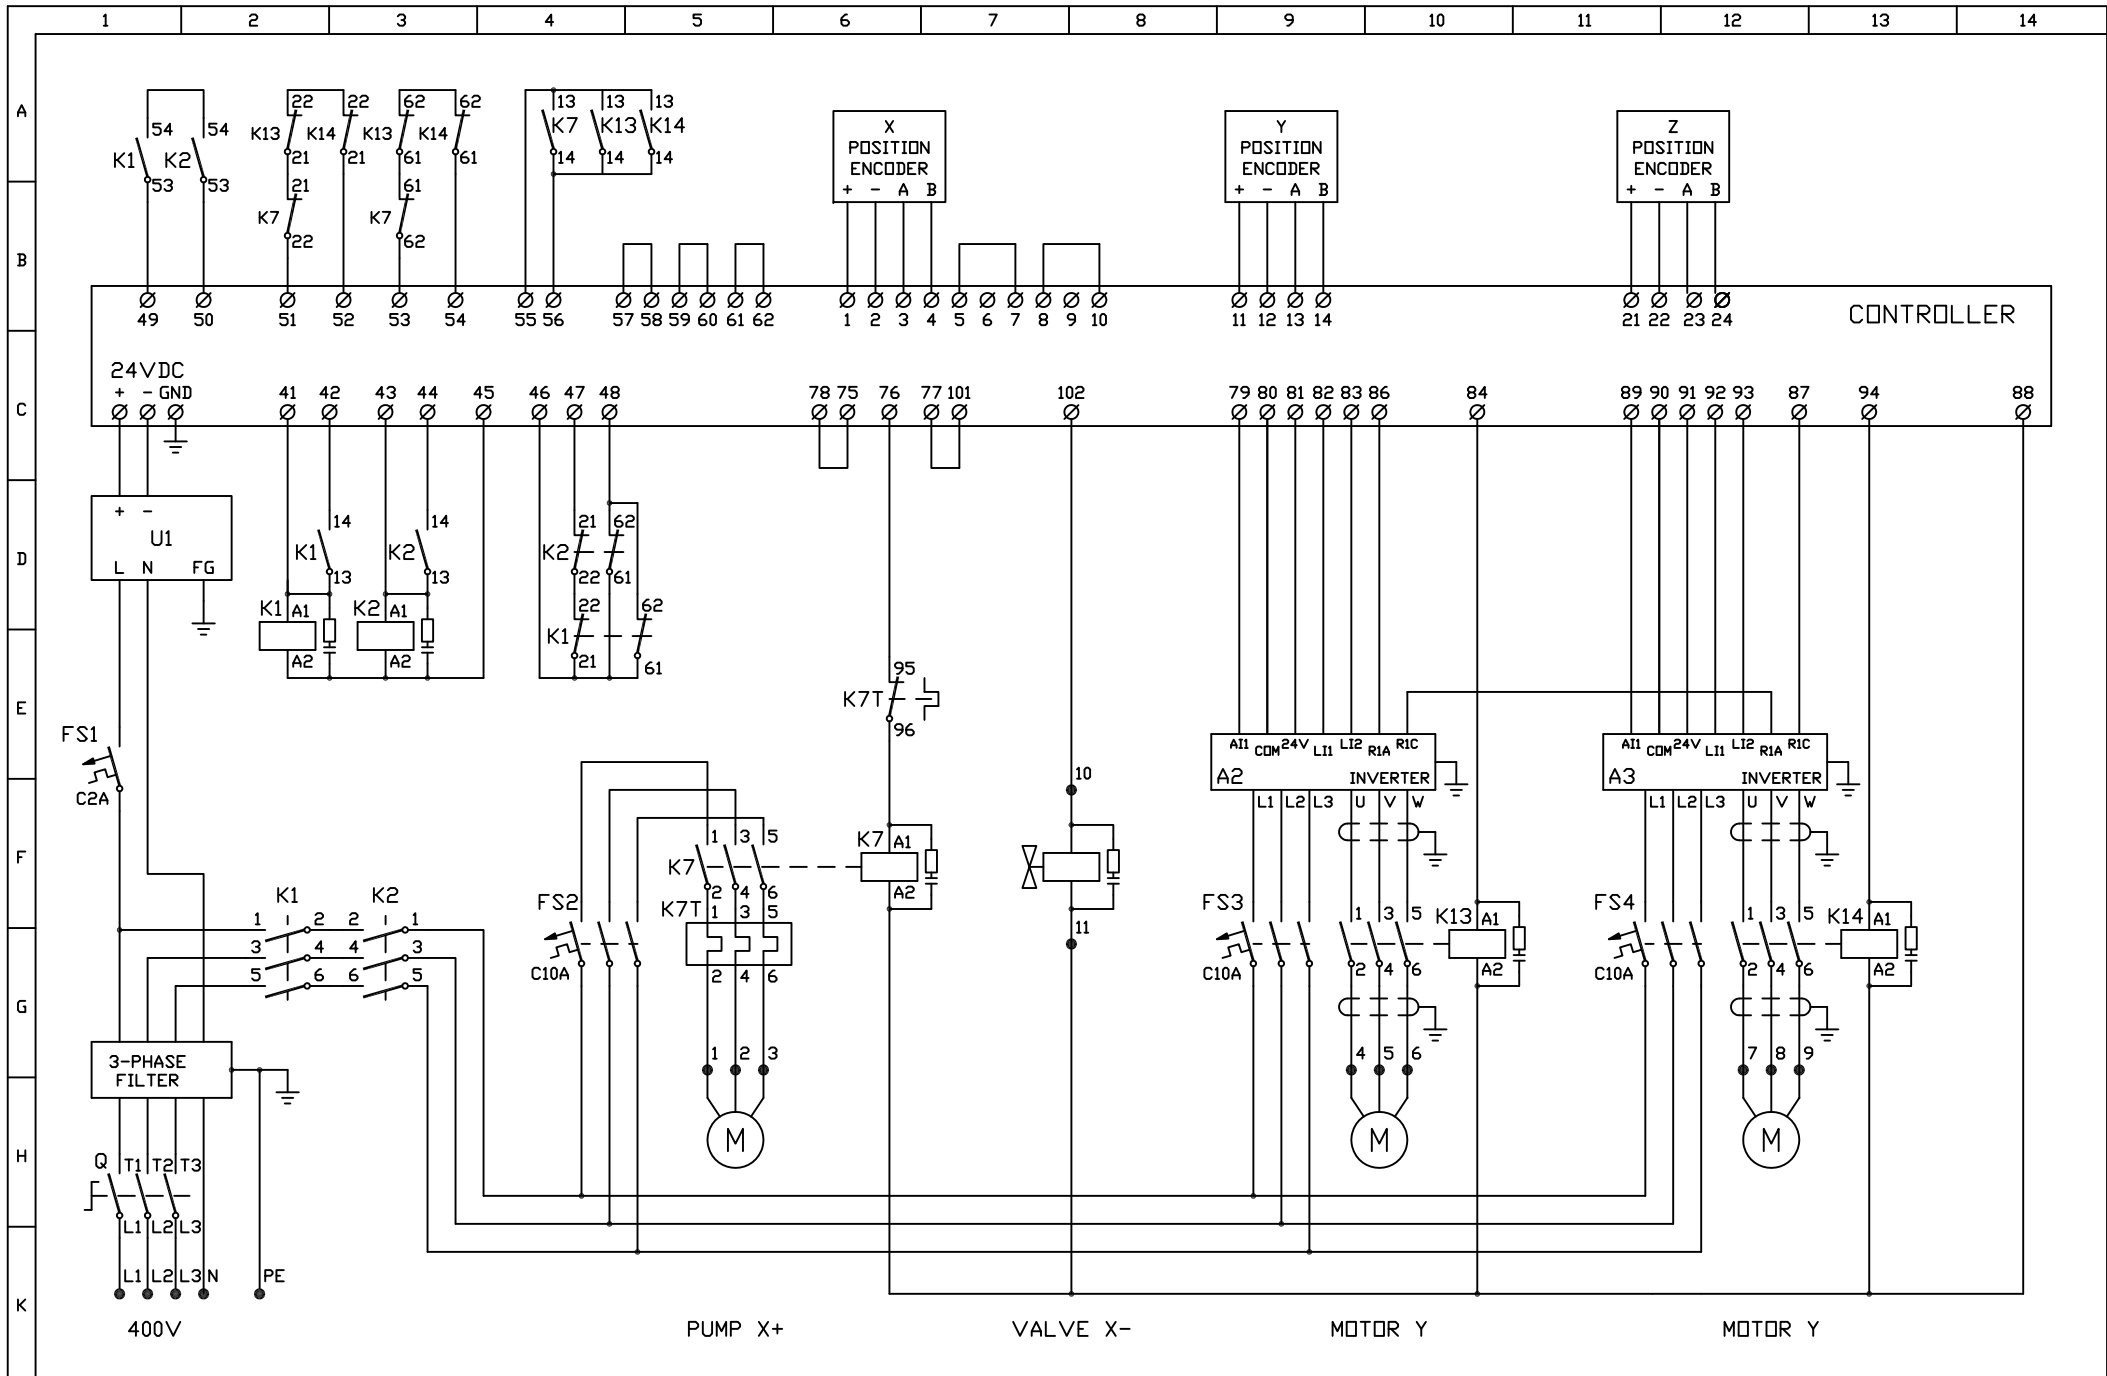 1 2 3 4 5 6 7 8 9 10 11 12 13 14
A
B
C
D
E
F
G
H
K
54 54
K1 K2
53 53
22 22 62 62
K13 K14 K13 K14
21 21 61 61
21 61
K7 K7
22 62
13 13 13
K7 K13 K14
14 14 14
X
POSITION
ENCODER
+ - A B
Y
POSITION
ENCODER
+ - A B
Z
POSITION
ENCODER
+ - A B
49 50 51 52 53 54 55 56 57 58 59 60 61 62 1 2 3 4 5 6 7 8 9 10 11 12 13 14 21 22 23 24
CONTROLLER
24VDC
+ - GND 41 42 43 44 45 46 47 48 78 75 76 77 101 102 79 80 81 82 83 86 84 89 90 91 92 93 87 94 88
+ -
U1
L N FG
14 14
K1 K2
13 13
K1 A1 K2 A1
A2 A2
21 62
K2
22 61
22 62
K1
21 61
95
K7T
96
FS1
C2A
10
11
AI1 COM 24V LI1 LI2 R1A R1C
A2 INVERTER
L1 L2 L3 U V W
AI1 COM 24V LI1 LI2 R1A R1C
A3 INVERTER
L1 L2 L3 U V W
1 3 5
K7
2 4 6
K7 A1
A2
K7T 1 3 5
2 4 6
FS2
C10A
K1 K2
1 2 2 1
3 4 4 3
5 6 6 5
FS3
C10A
1 3 5
2 4 6
K13 A1
A2
FS4
C10A
1 3 5
2 4 6
K14 A1
A2
3-PHASE
FILTER
1 2 3
M
4 5 6
M
7 8 9
M
Q T1 T2 T3
L1 L2 L3
L1 L2 L3 N PE
400V PUMP X+ VALVE X- MOTOR Y MOTOR Y